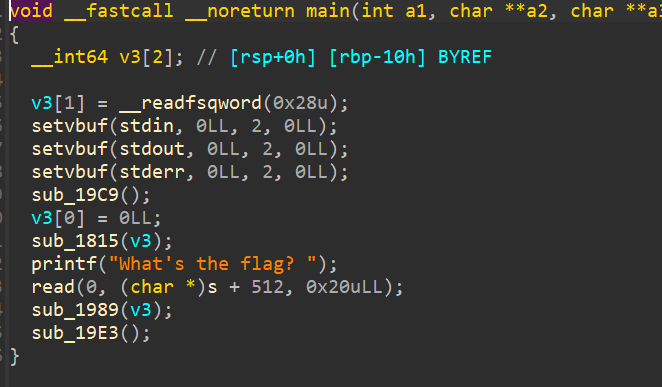 void __fastcall __noreturn main(int a1, char **a2, char **a3
{
__int64 v3[2]; // [rsp+0h] [rbp-10h] BYREF
v3[1] = __readfsqword(0x28u);
setvbuf(stdin, 0LL, 2, 0LL);
setvbuf(stdout, 0LL, 2, 0LL);
setvbuf(stderr, 0LL, 2, 0LL);
sub_19C9();
v3[0] = 0LL;
sub_1815(v3);
printf("What's the flag? ");
read(0, (char *)s + 512, 0x20uLL);
sub_1989(v3);
sub_19E3();
}